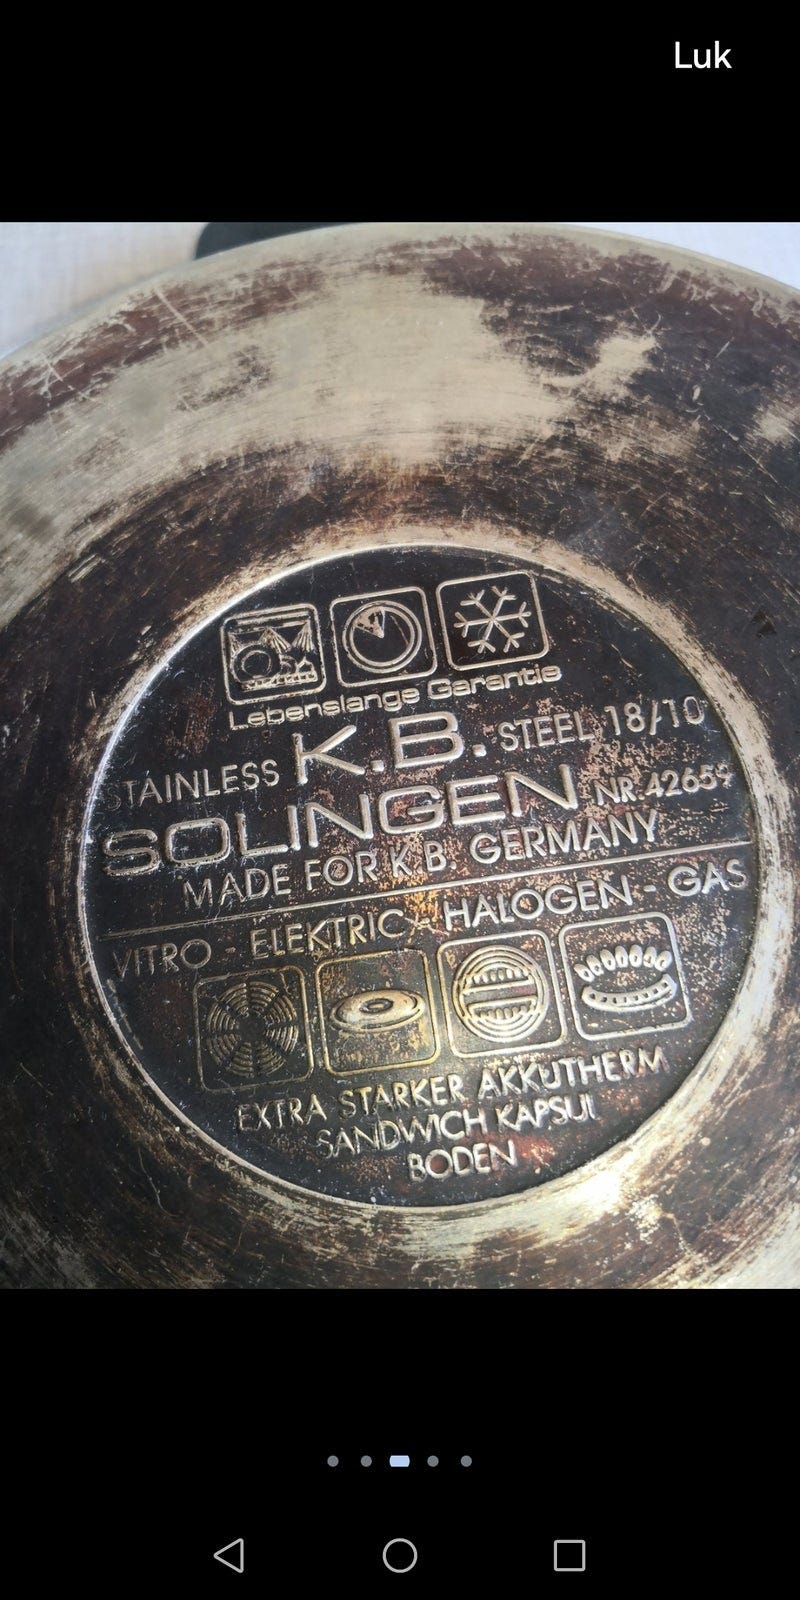 Luk
Lebenslange Garantie
STAINLESS K.B. STEEL 18/10
SOLINGEN NR.42659
MADE FOR K.B. GERMANY
VITRO - ELEKTRIC - HALOGEN - GAS
EXTRA STARKER AKKUTHERM
SANDWICH KAPSUL
BODEN